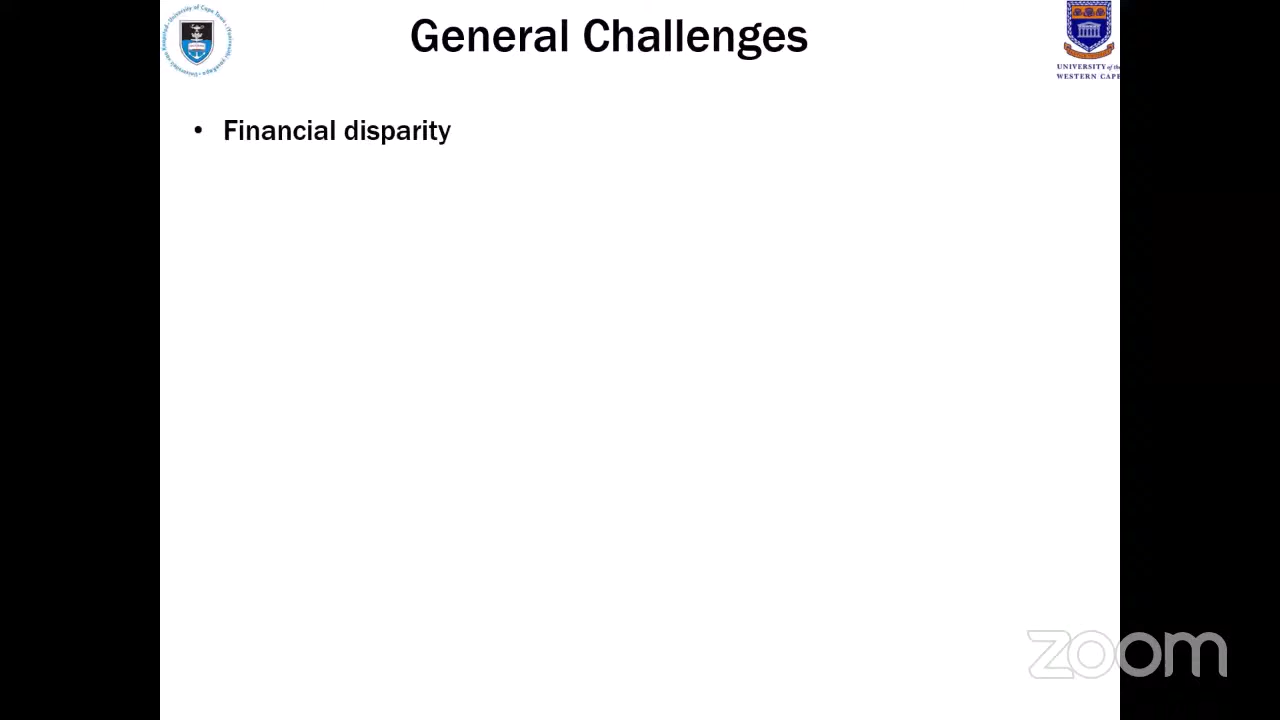 General Challenges
UNIVERSITY of the
WESTERN CAPE
• Financial disparity
zoom